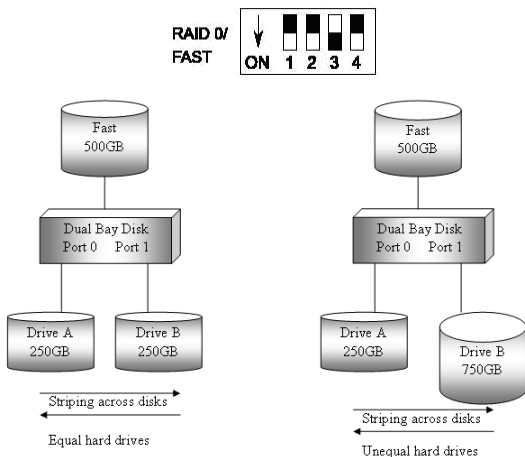 RAID 0/
FAST
ON 1 2 3 4
Fast
500GB
Dual Bay Disk
Port 0 Port 1
Drive A
250GB
Drive B
250GB
Striping across disks
Equal hard drives
Fast
500GB
Dual Bay Disk
Port 0 Port 1
Drive A
250GB
Drive B
750GB
Striping across disks
Unequal hard drives